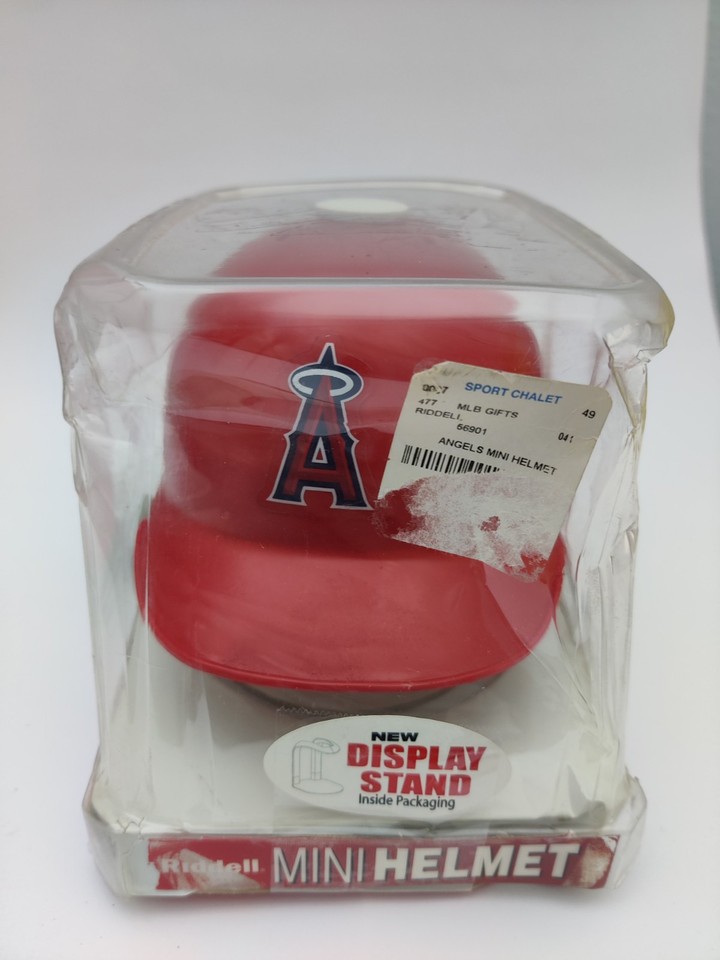 A
SPORT CHALET
477 MLB GIFTS 49
RIDDELL
56901 041
ANGELS MINI HELMET
NEW
DISPLAY
STAND
Inside Packaging
Riddell MINI HELMET